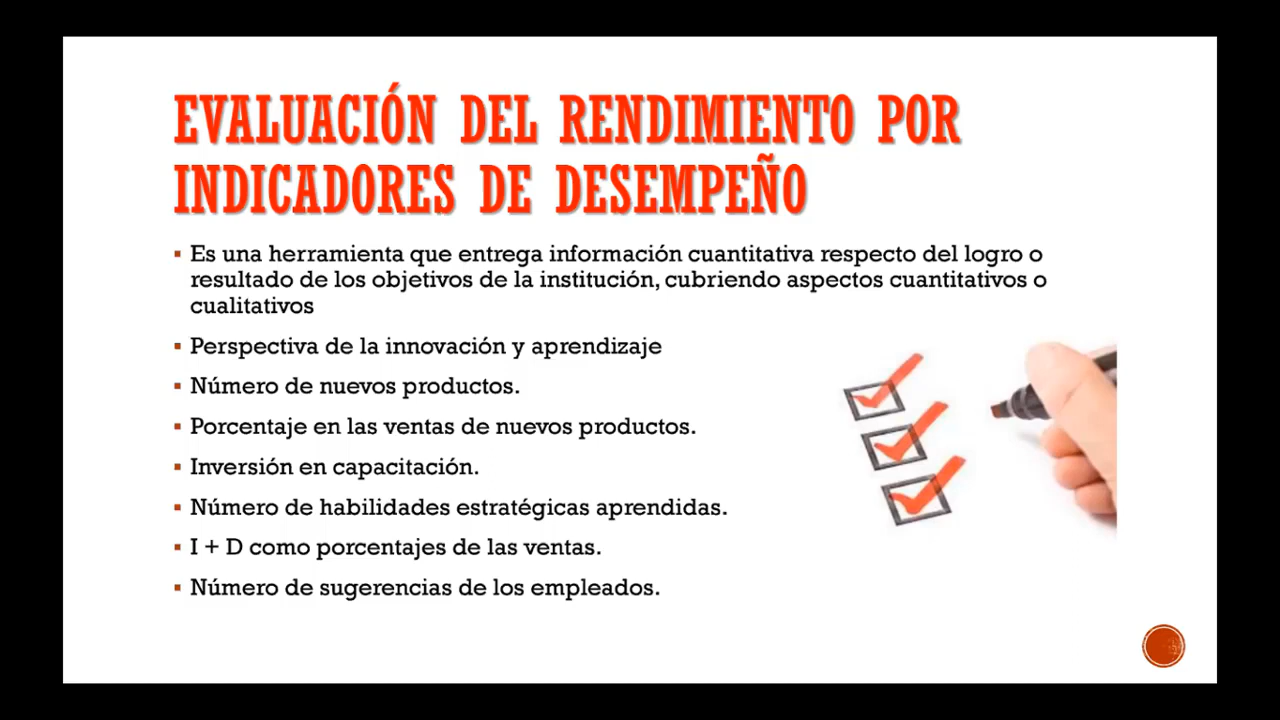 EVALUACIÓN DEL RENDIMIENTO POR
INDICADORES DE DESEMPEÑO
▪ Es una herramienta que entrega información cuantitativa respecto del logro o
resultado de los objetivos de la institución, cubriendo aspectos cuantitativos o
cualitativos
▪ Perspectiva de la innovación y aprendizaje
▪ Número de nuevos productos.
▪ Porcentaje en las ventas de nuevos productos.
▪ Inversión en capacitación.
▪ Número de habilidades estratégicas aprendidas.
▪ I + D como porcentajes de las ventas.
▪ Número de sugerencias de los empleados.